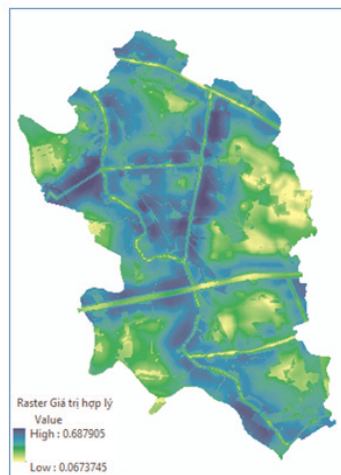 Raster Giá trị hợp lý
Value
High : 0.687905
Low : 0.0673745